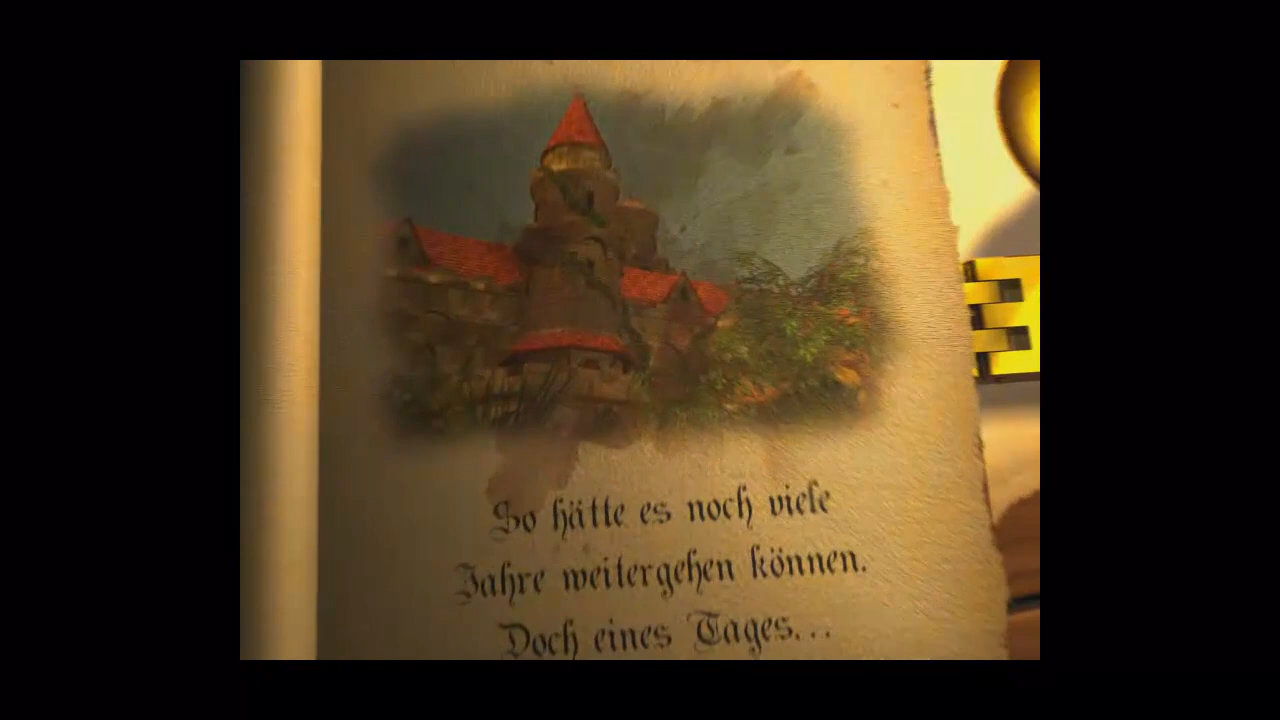 So hätte es noch viele
Jahre weitergehen können.
Doch eines Tages...